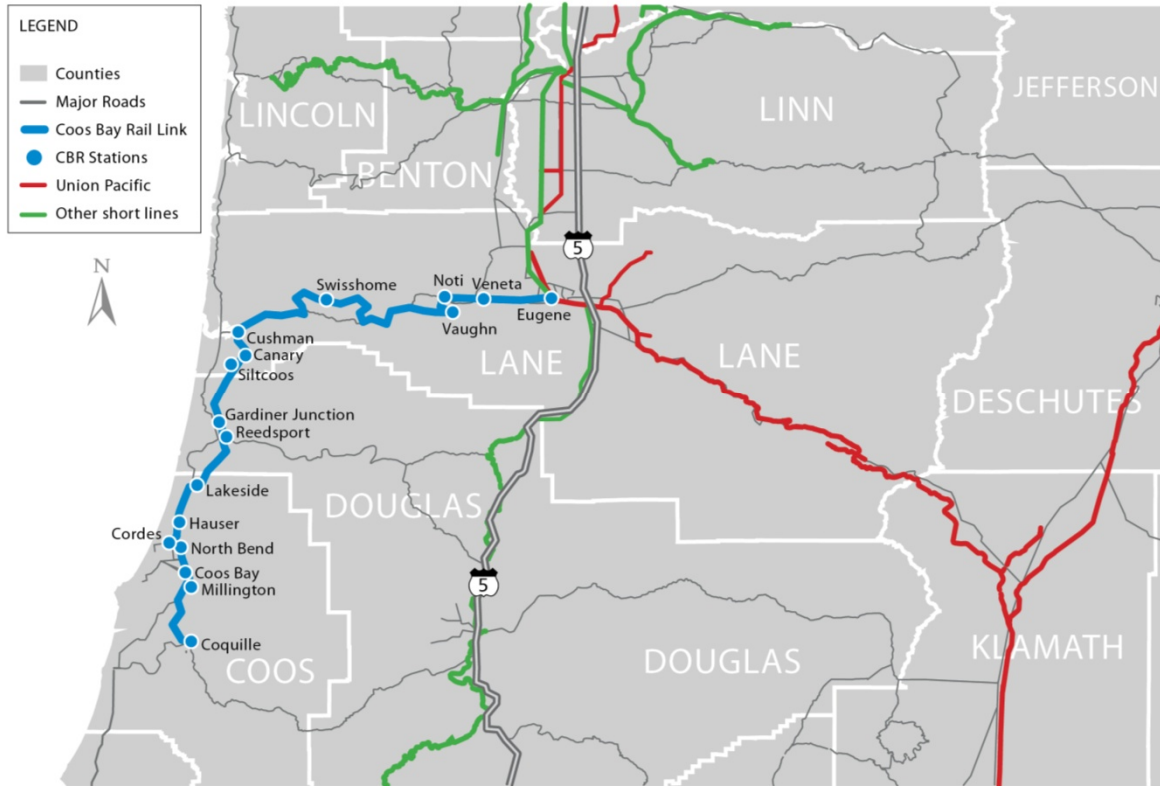 LEGEND
Counties
Major Roads
Coos Bay Rail Link
CBR Stations
Union Pacific
Other short lines
N
LINCOLN
BENTON
LINN
JEFFERSON
5
Swisshome
Noti
Veneta
Eugene
Vaughn
Cushman
Canary
Siltcoos
LANE
LANE
DESCHUTES
Gardiner Junction
Reedsport
Lakeside
DOUGLAS
Hauser
Cordes
North Bend
Coos Bay
Millington
5
Coquille
COOS
DOUGLAS
KLAMATH